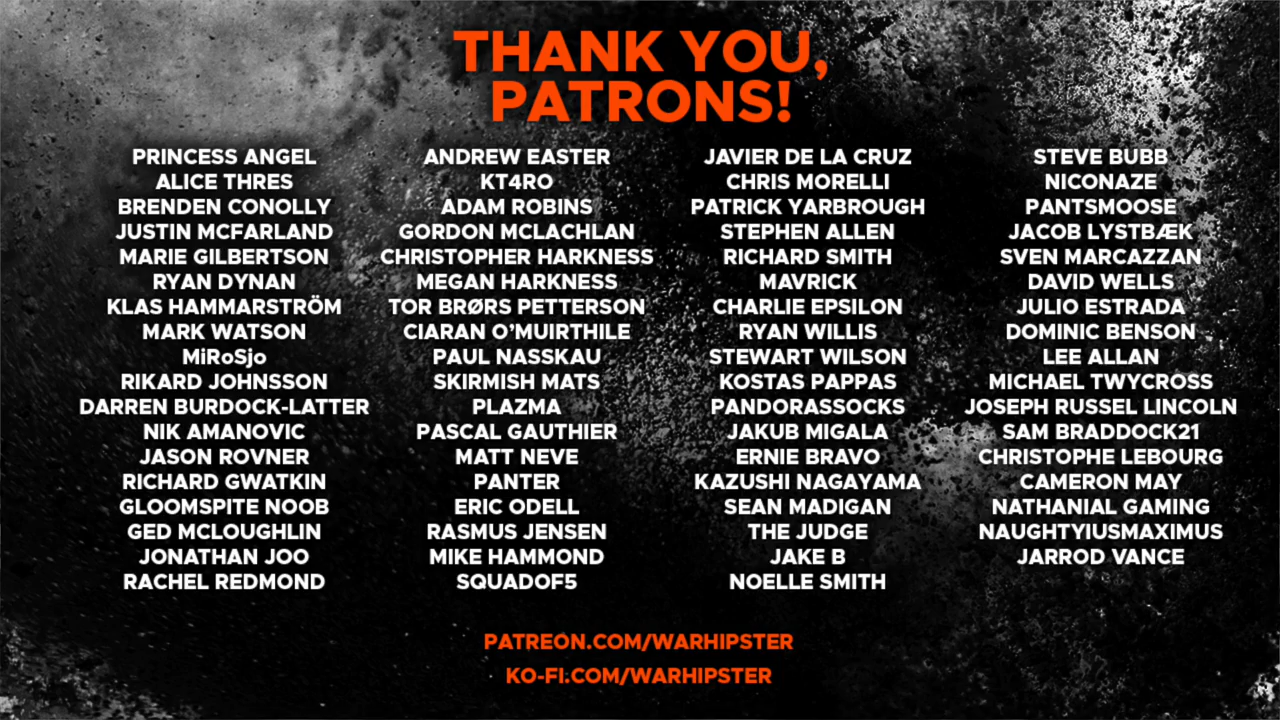 THANK YOU,
PATRONS!
PRINCESS ANGEL
ALICE THRES
BRENDEN CONOLLY
JUSTIN MCFARLAND
MARIE GILBERTSON
RYAN DYNAN
KLAS HAMMARSTRÖM
MARK WATSON
MiRoSjo
RIKARD JOHNSSON
DARREN BURDOCK-LATTER
NIK AMANOVIC
JASON ROVNER
RICHARD GWATKIN
GLOOMSPITE NOOB
GED MCLOUGHLIN
JONATHAN JOO
RACHEL REDMOND
ANDREW EASTER
KT4RO
ADAM ROBINS
GORDON MCLACHLAN
CHRISTOPHER HARKNESS
MEGAN HARKNESS
TOR BRØRS PETTERSON
CIARAN O’MUIRTHILE
PAUL NASSKAU
SKIRMISH MATS
PLAZMA
PASCAL GAUTHIER
MATT NEVE
PANTER
ERIC ODELL
RASMUS JENSEN
MIKE HAMMOND
SQUADOF5
JAVIER DE LA CRUZ
CHRIS MORELLI
PATRICK YARBROUGH
STEPHEN ALLEN
RICHARD SMITH
MAVRICK
CHARLIE EPSILON
RYAN WILLIS
STEWART WILSON
KOSTAS PAPPAS
PANDORASSOCKS
JAKUB MIGALA
ERNIE BRAVO
KAZUSHI NAGAYAMA
SEAN MADIGAN
THE JUDGE
JAKE B
NOELLE SMITH
STEVE BUBB
NICONAZE
PANTSMOOSE
JACOB LYSTBÆK
SVEN MARCAZZAN
DAVID WELLS
JULIO ESTRADA
DOMINIC BENSON
LEE ALLAN
MICHAEL TWYCROSS
JOSEPH RUSSEL LINCOLN
SAM BRADDOCK21
CHRISTOPHE LEBOURG
CAMERON MAY
NATHANIAL GAMING
NAUGHTYIUSMAXIMUS
JARROD VANCE
PATREON.COM/WARHIPSTER
KO-FI.COM/WARHIPSTER